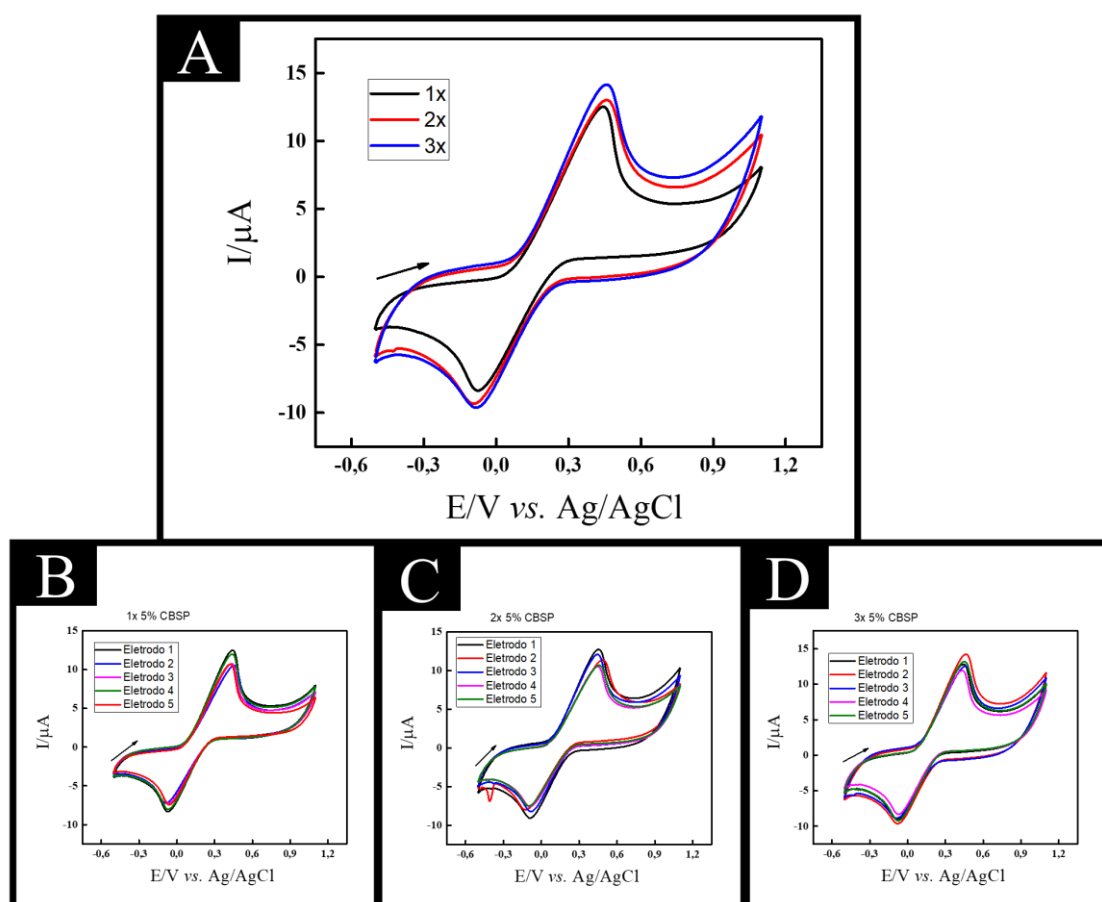 A
1x
2x
3x
I/µA
15
10
5
0
-5
-10
-0,6 -0,3 0,0 0,3 0,6 0,9 1,2
E/V vs. Ag/AgCl
B
1x 5% CBSP
Eletrodo 1
Eletrodo 2
Eletrodo 3
Eletrodo 4
Eletrodo 5
I/µA
15
10
5
0
-5
-10
-0,6 -0,3 0,0 0,3 0,6 0,9 1,2
E/V vs. Ag/AgCl
C
2x 5% CBSP
Eletrodo 1
Eletrodo 2
Eletrodo 3
Eletrodo 4
Eletrodo 5
I/µA
15
10
5
0
-5
-10
-0,6 -0,3 0,0 0,3 0,6 0,9 1,2
E/V vs. Ag/AgCl
D
3x 5% CBSP
Eletrodo 1
Eletrodo 2
Eletrodo 3
Eletrodo 4
Eletrodo 5
I/µA
15
10
5
0
-5
-10
-0,6 -0,3 0,0 0,3 0,6 0,9 1,2
E/V vs. Ag/AgCl